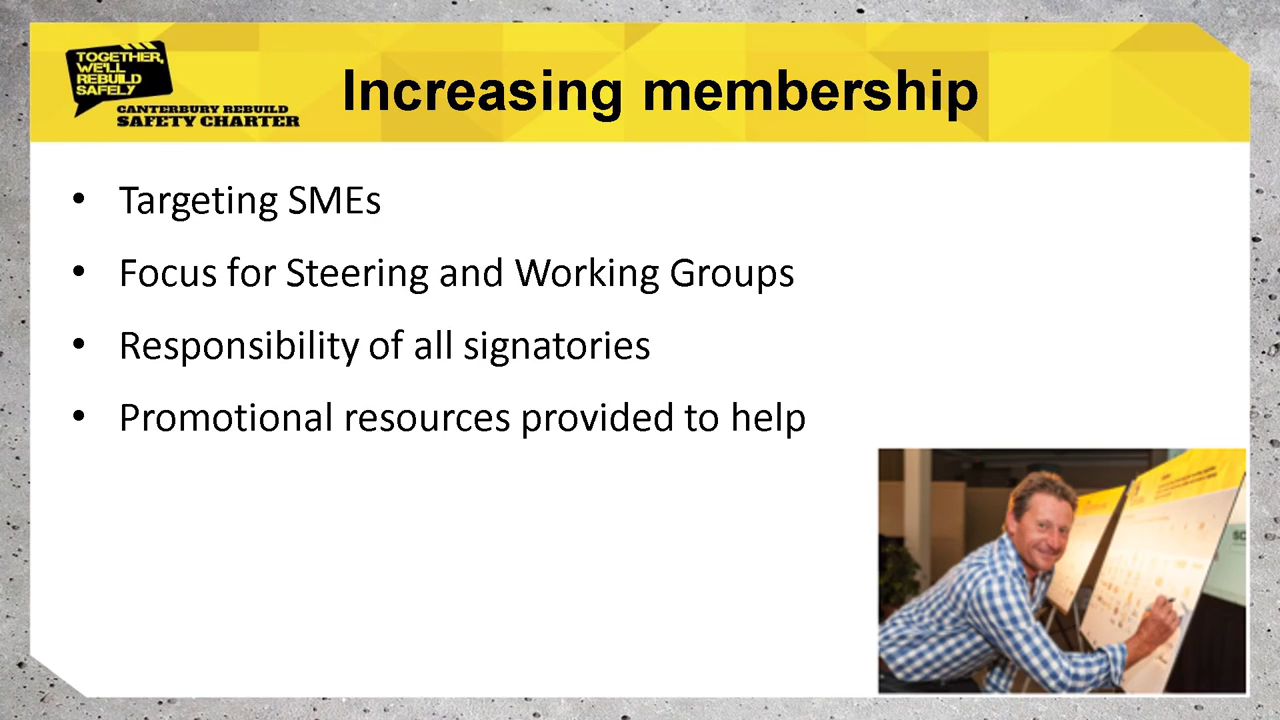 TOGETHER,
WE'LL
REBUILD
SAFELY
CANTERBURY REBUILD
SAFETY CHARTER
Increasing membership
• Targeting SMEs
• Focus for Steering and Working Groups
• Responsibility of all signatories
• Promotional resources provided to help